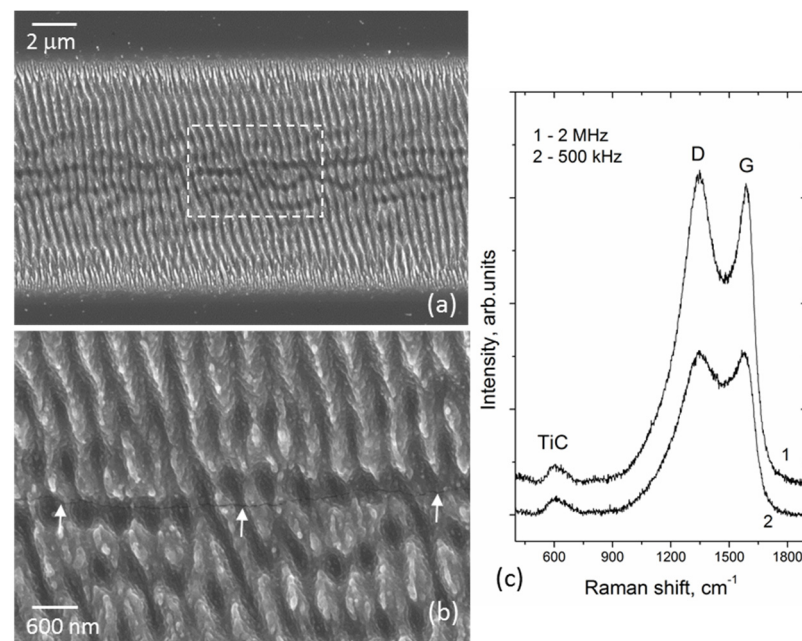 2 μm
(a)
600 nm
(b)
1 - 2 MHz
2 - 500 kHz
D
G
TiC
1
2
Intensity, arb.units
600
900
1200
1500
1800
Raman shift, cm⁻¹
(c)